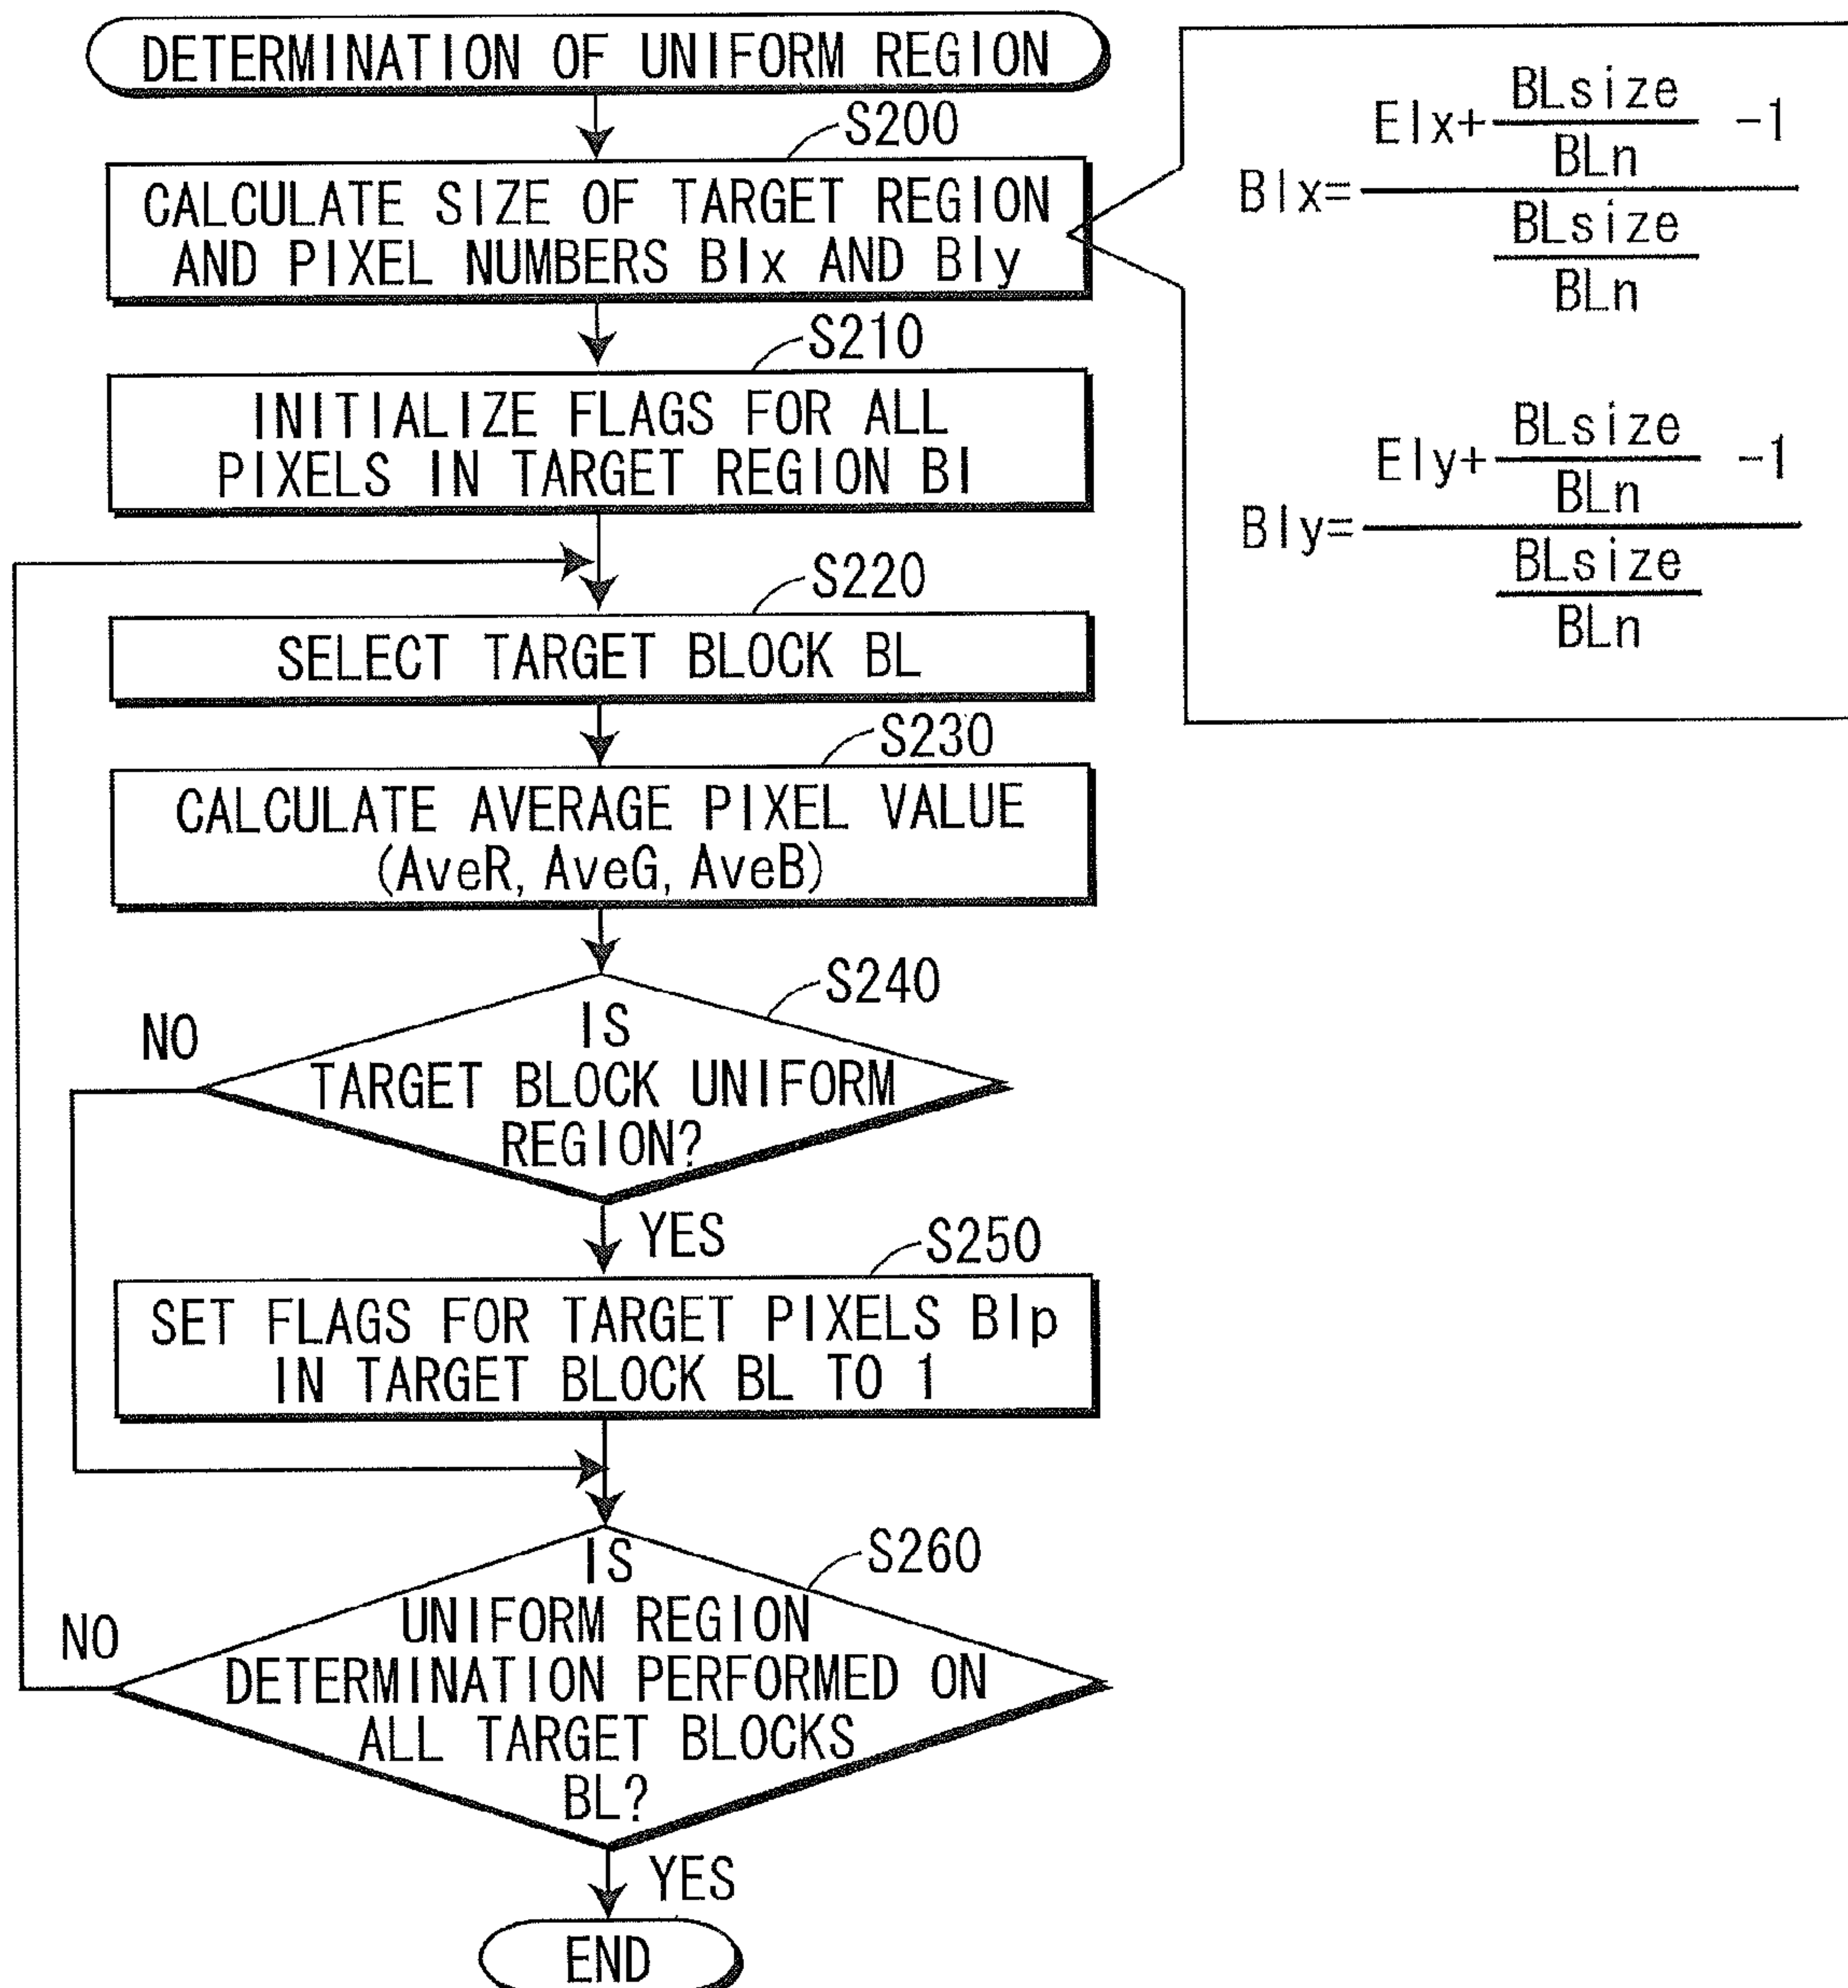 DETERMINATION OF UNIFORM REGION
S200
CALCULATE SIZE OF TARGET REGION
AND PIXEL NUMBERS BIx AND BIy
BIx=
EIx+ BLsize/BLn -1
BLsize
BLn
BIy=
EIy+ BLsize/BLn -1
BLsize
BLn
S210
INITIALIZE FLAGS FOR ALL
PIXELS IN TARGET REGION BI
S220
SELECT TARGET BLOCK BL
S230
CALCULATE AVERAGE PIXEL VALUE
(AveR, AveG, AveB)
S240
IS
TARGET BLOCK UNIFORM
REGION?
NO
YES
S250
SET FLAGS FOR TARGET PIXELS BIp
IN TARGET BLOCK BL TO 1
S260
IS
UNIFORM REGION
DETERMINATION PERFORMED ON
ALL TARGET BLOCKS
BL?
NO
YES
END